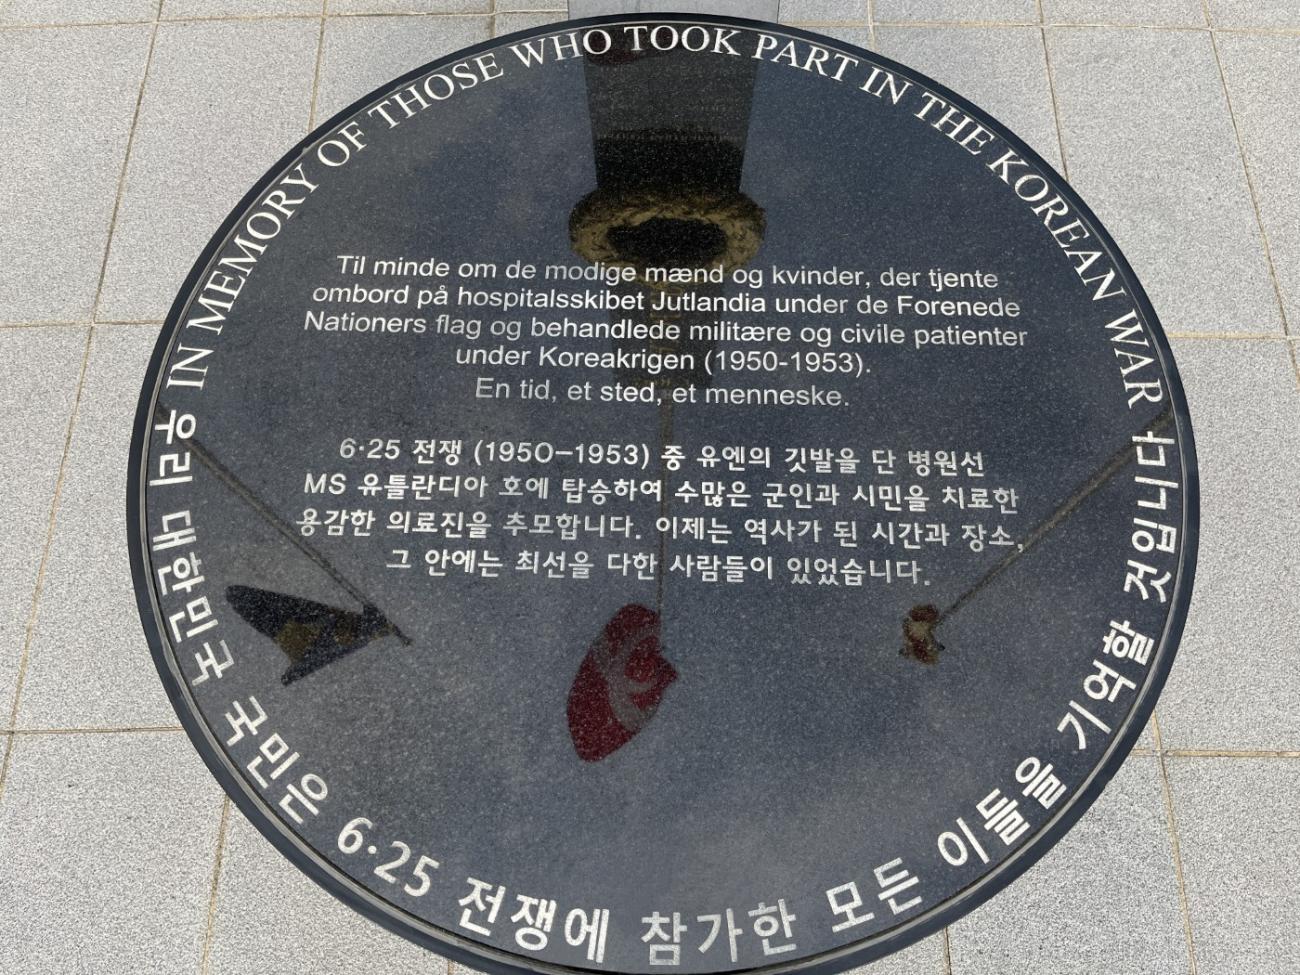 IN MEMORY OF THOSE WHO TOOK PART IN THE KOREAN WAR
Til minde om de modige mænd og kvinder, der tjente
ombord på hospitalsskibet Jutlandia under de Forenede
Nationers flag og behandlede militære og civile patienter
under Koreakrigen (1950-1953).
En tid, et sted, et menneske.
6·25 전쟁 (1950–1953) 중 유엔의 깃발을 단 병원선
MS 유틀란디아 호에 탑승하여 수많은 군인과 시민을 치료한
용감한 의료진을 추모합니다. 이제는 역사가 된 시간과 장소,
그 안에는 최선을 다한 사람들이 있었습니다.
우리 대한민국 국민은 6·25 전쟁에 참가한 모든 이들을 기억할 것입니다